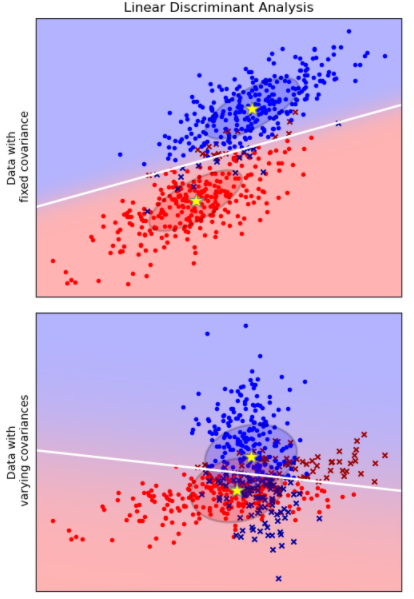 Linear Discriminant Analysis
Data with
fixed covariance
Data with
varying covariances